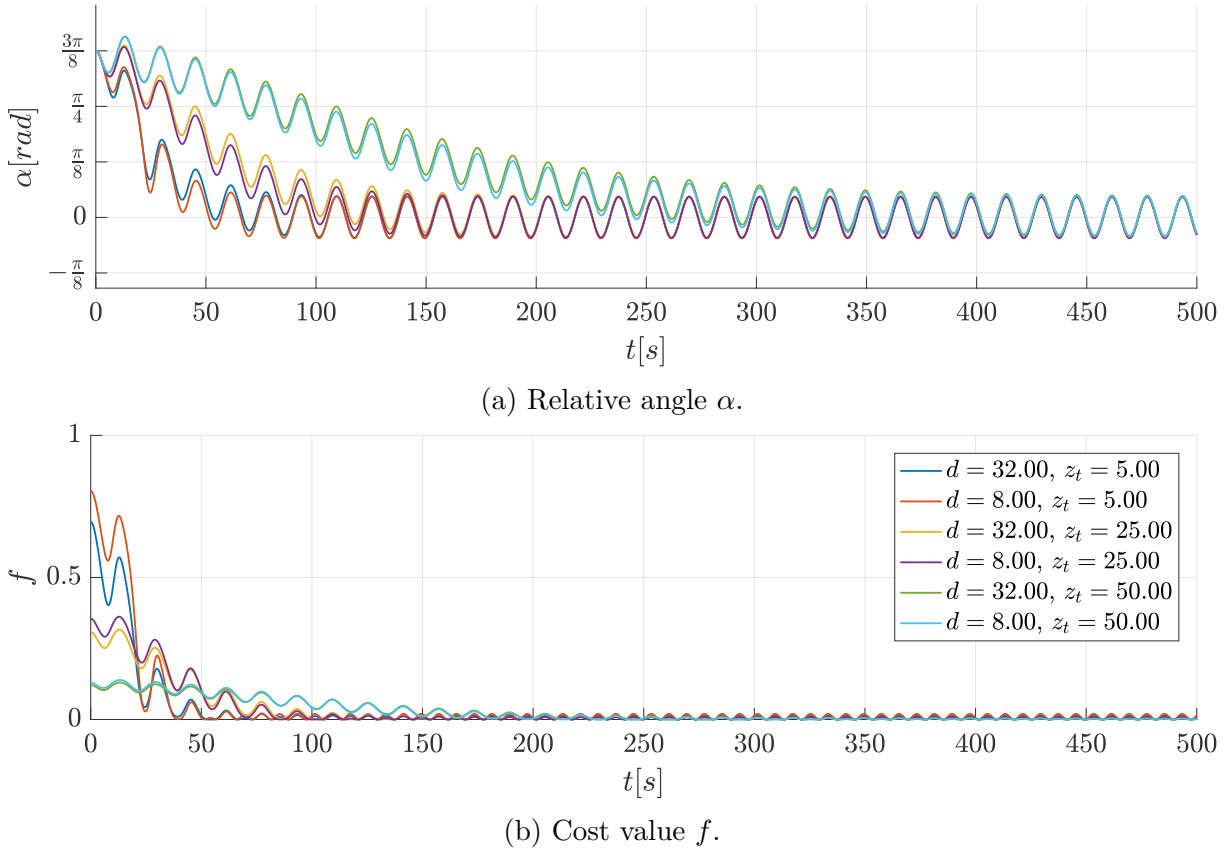 3π/8
π/4
π/8
0
−π/8
α[rad]
0 50 100 150 200 250 300 350 400 450 500
t[s]
(a) Relative angle α.
1
0.5
0
f
d = 32.00, z_t = 5.00
d = 8.00, z_t = 5.00
d = 32.00, z_t = 25.00
d = 8.00, z_t = 25.00
d = 32.00, z_t = 50.00
d = 8.00, z_t = 50.00
0 50 100 150 200 250 300 350 400 450 500
t[s]
(b) Cost value f.